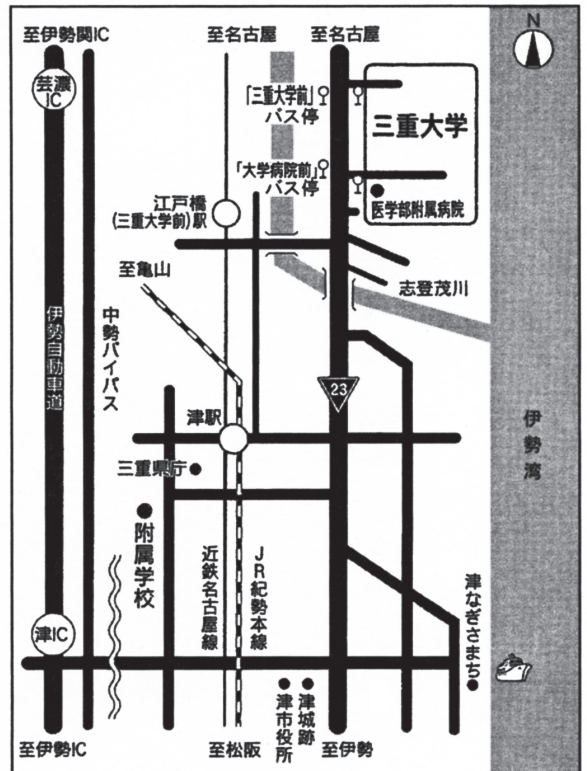 至伊勢関IC
至名古屋
至名古屋
N
芸濃
IC
「三重大学前」
バス停
三重大学
「大学病院前」
バス停
江戸橋
(三重大学前)駅
医学部附属病院
至亀山
志登茂川
伊勢自動車道
中勢バイパス
23
津駅
伊勢湾
三重県庁
附属学校
近鉄名古屋線
JR紀勢本線
津なぎさまち
津IC
津城跡
津市役所
至伊勢IC
至松阪
至伊勢